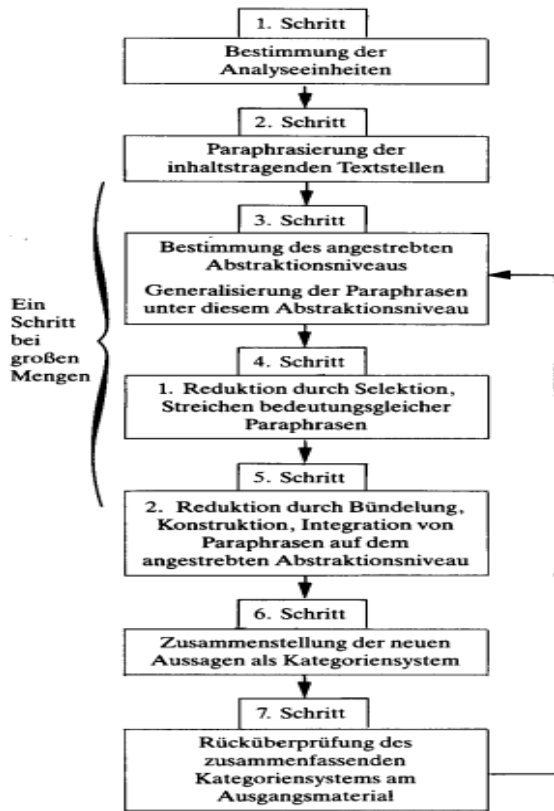 1. Schritt
Bestimmung der
Analyseeinheiten
2. Schritt
Paraphrasierung der
inhaltstragenden Textstellen
3. Schritt
Bestimmung des angestrebten
Abstraktionsniveaus
Generalisierung der Paraphrasen
unter diesem Abstraktionsniveau
Ein
Schritt
bei
großen
Mengen
4. Schritt
1. Reduktion durch Selektion,
Streichen bedeutungsgleicher
Paraphrasen
5. Schritt
2. Reduktion durch Bündelung,
Konstruktion, Integration von
Paraphrasen auf dem
angestrebten Abstraktionsniveau
6. Schritt
Zusammenstellung der neuen
Aussagen als Kategoriensystem
7. Schritt
Rücküberprüfung des
zusammenfassenden
Kategoriensystems am
Ausgangsmaterial